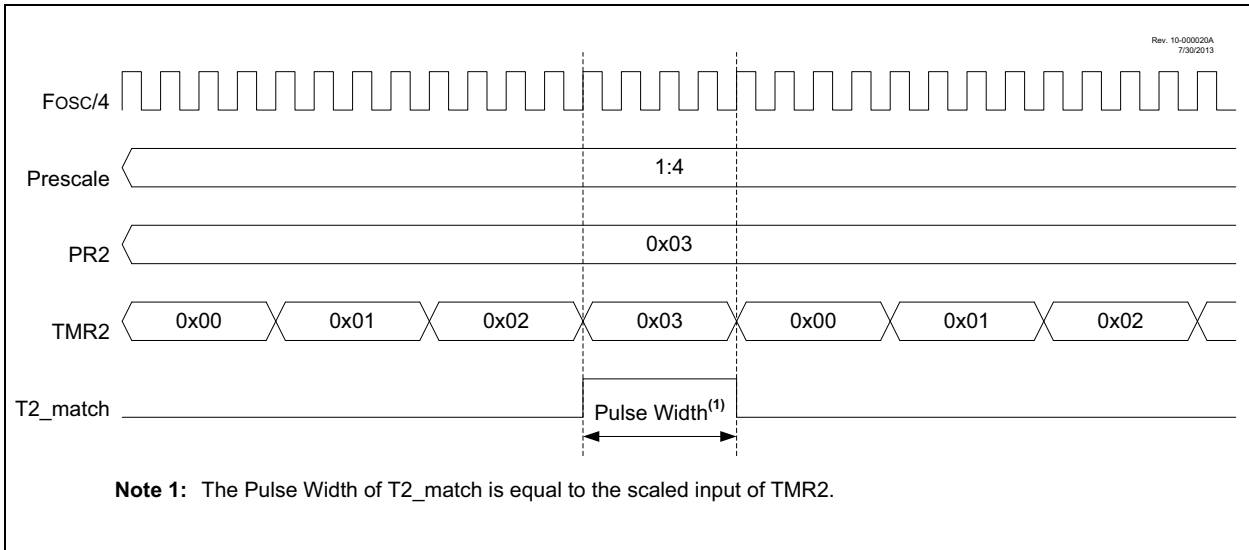 Rev. 10-000020A
7/30/2013
FOSC/4
Prescale
1:4
PR2
0x03
TMR2
0x00 0x01 0x02 0x03 0x00 0x01 0x02
T2_match
Pulse Width(1)
Note 1: The Pulse Width of T2_match is equal to the scaled input of TMR2.